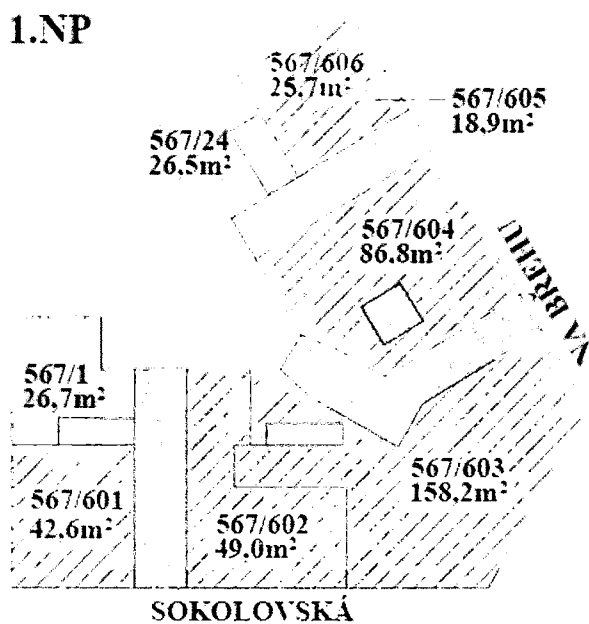 1.NP
567/606
25.7m²
567/605
18,9m²
567/24
26.5m²
567/604
86.8m²
NA BŘEHU
567/1
26,7m²
567/603
158,2m²
567/601
42.6m²
567/602
49.0m²
SOKOLOVSKÁ